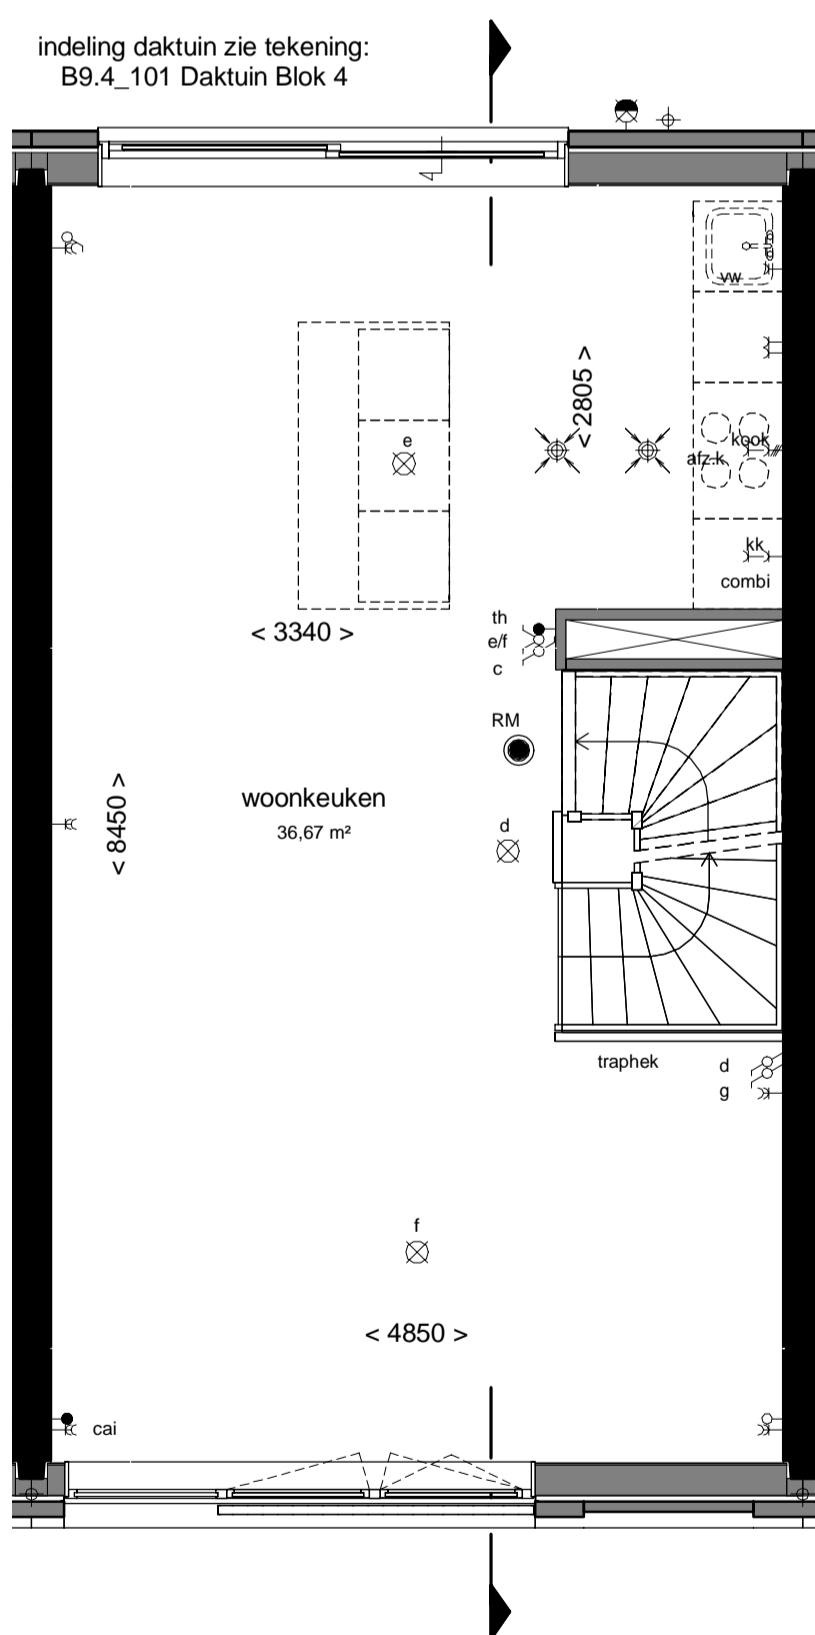 indeling daktuin zie tekening:
B9.4_101 Daktuin Blok 4
vw
< 2805 >
e
kook
afz.k
kk
combi
th
< 3340 >
e/f
c
RM
woonkeuken
36,67 m²
< 8450 >
d
traphek
d
g
f
< 4850 >
cai